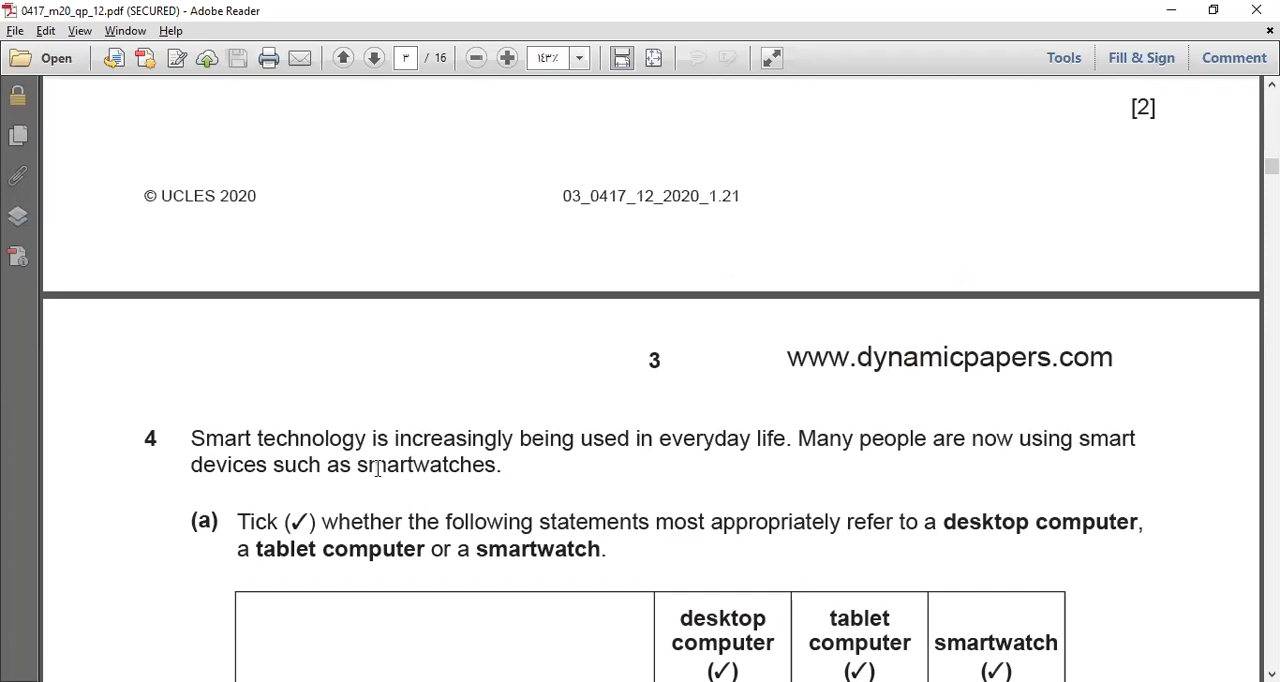 0417_m20_qp_12.pdf (SECURED) - Adobe Reader
File Edit View Window Help
Open ٣ / 16 ١٤٣٪ Tools Fill & Sign Comment
[2]
© UCLES 2020 03_0417_12_2020_1.21
3 www.dynamicpapers.com
4 Smart technology is increasingly being used in everyday life. Many people are now using smart
devices such as smartwatches.
(a) Tick (✓) whether the following statements most appropriately refer to a desktop computer,
a tablet computer or a smartwatch.
desktop computer (✓) tablet computer (✓) smartwatch (✓)